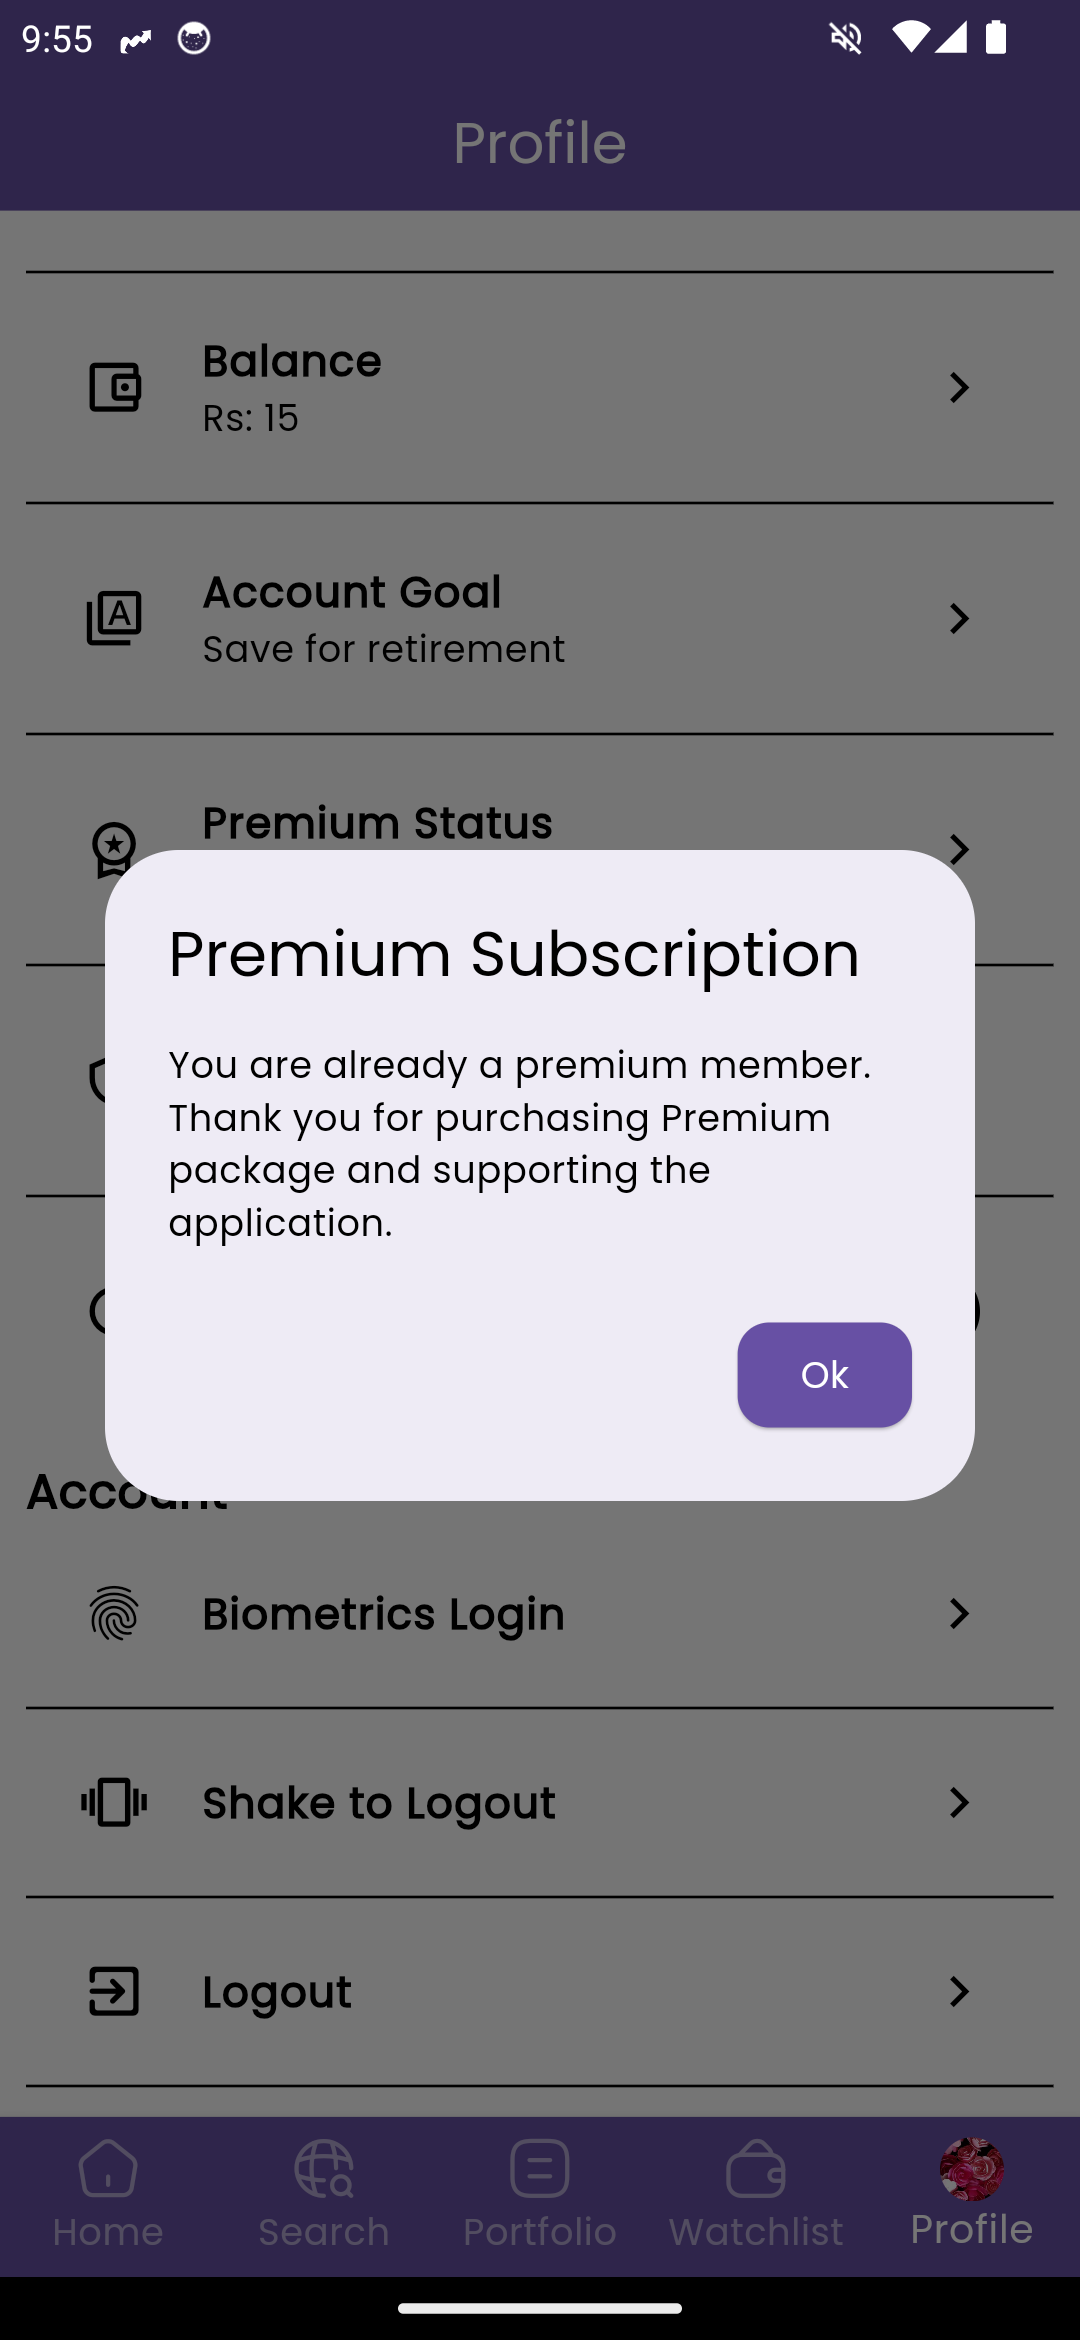 9:55
Profile
Balance
Rs: 15
Account Goal
Save for retirement
Premium Status
Premium Subscription
You are already a premium member.
Thank you for purchasing Premium
package and supporting the
application.
Ok
Account
Biometrics Login
Shake to Logout
Logout
Home
Search
Portfolio
Watchlist
Profile